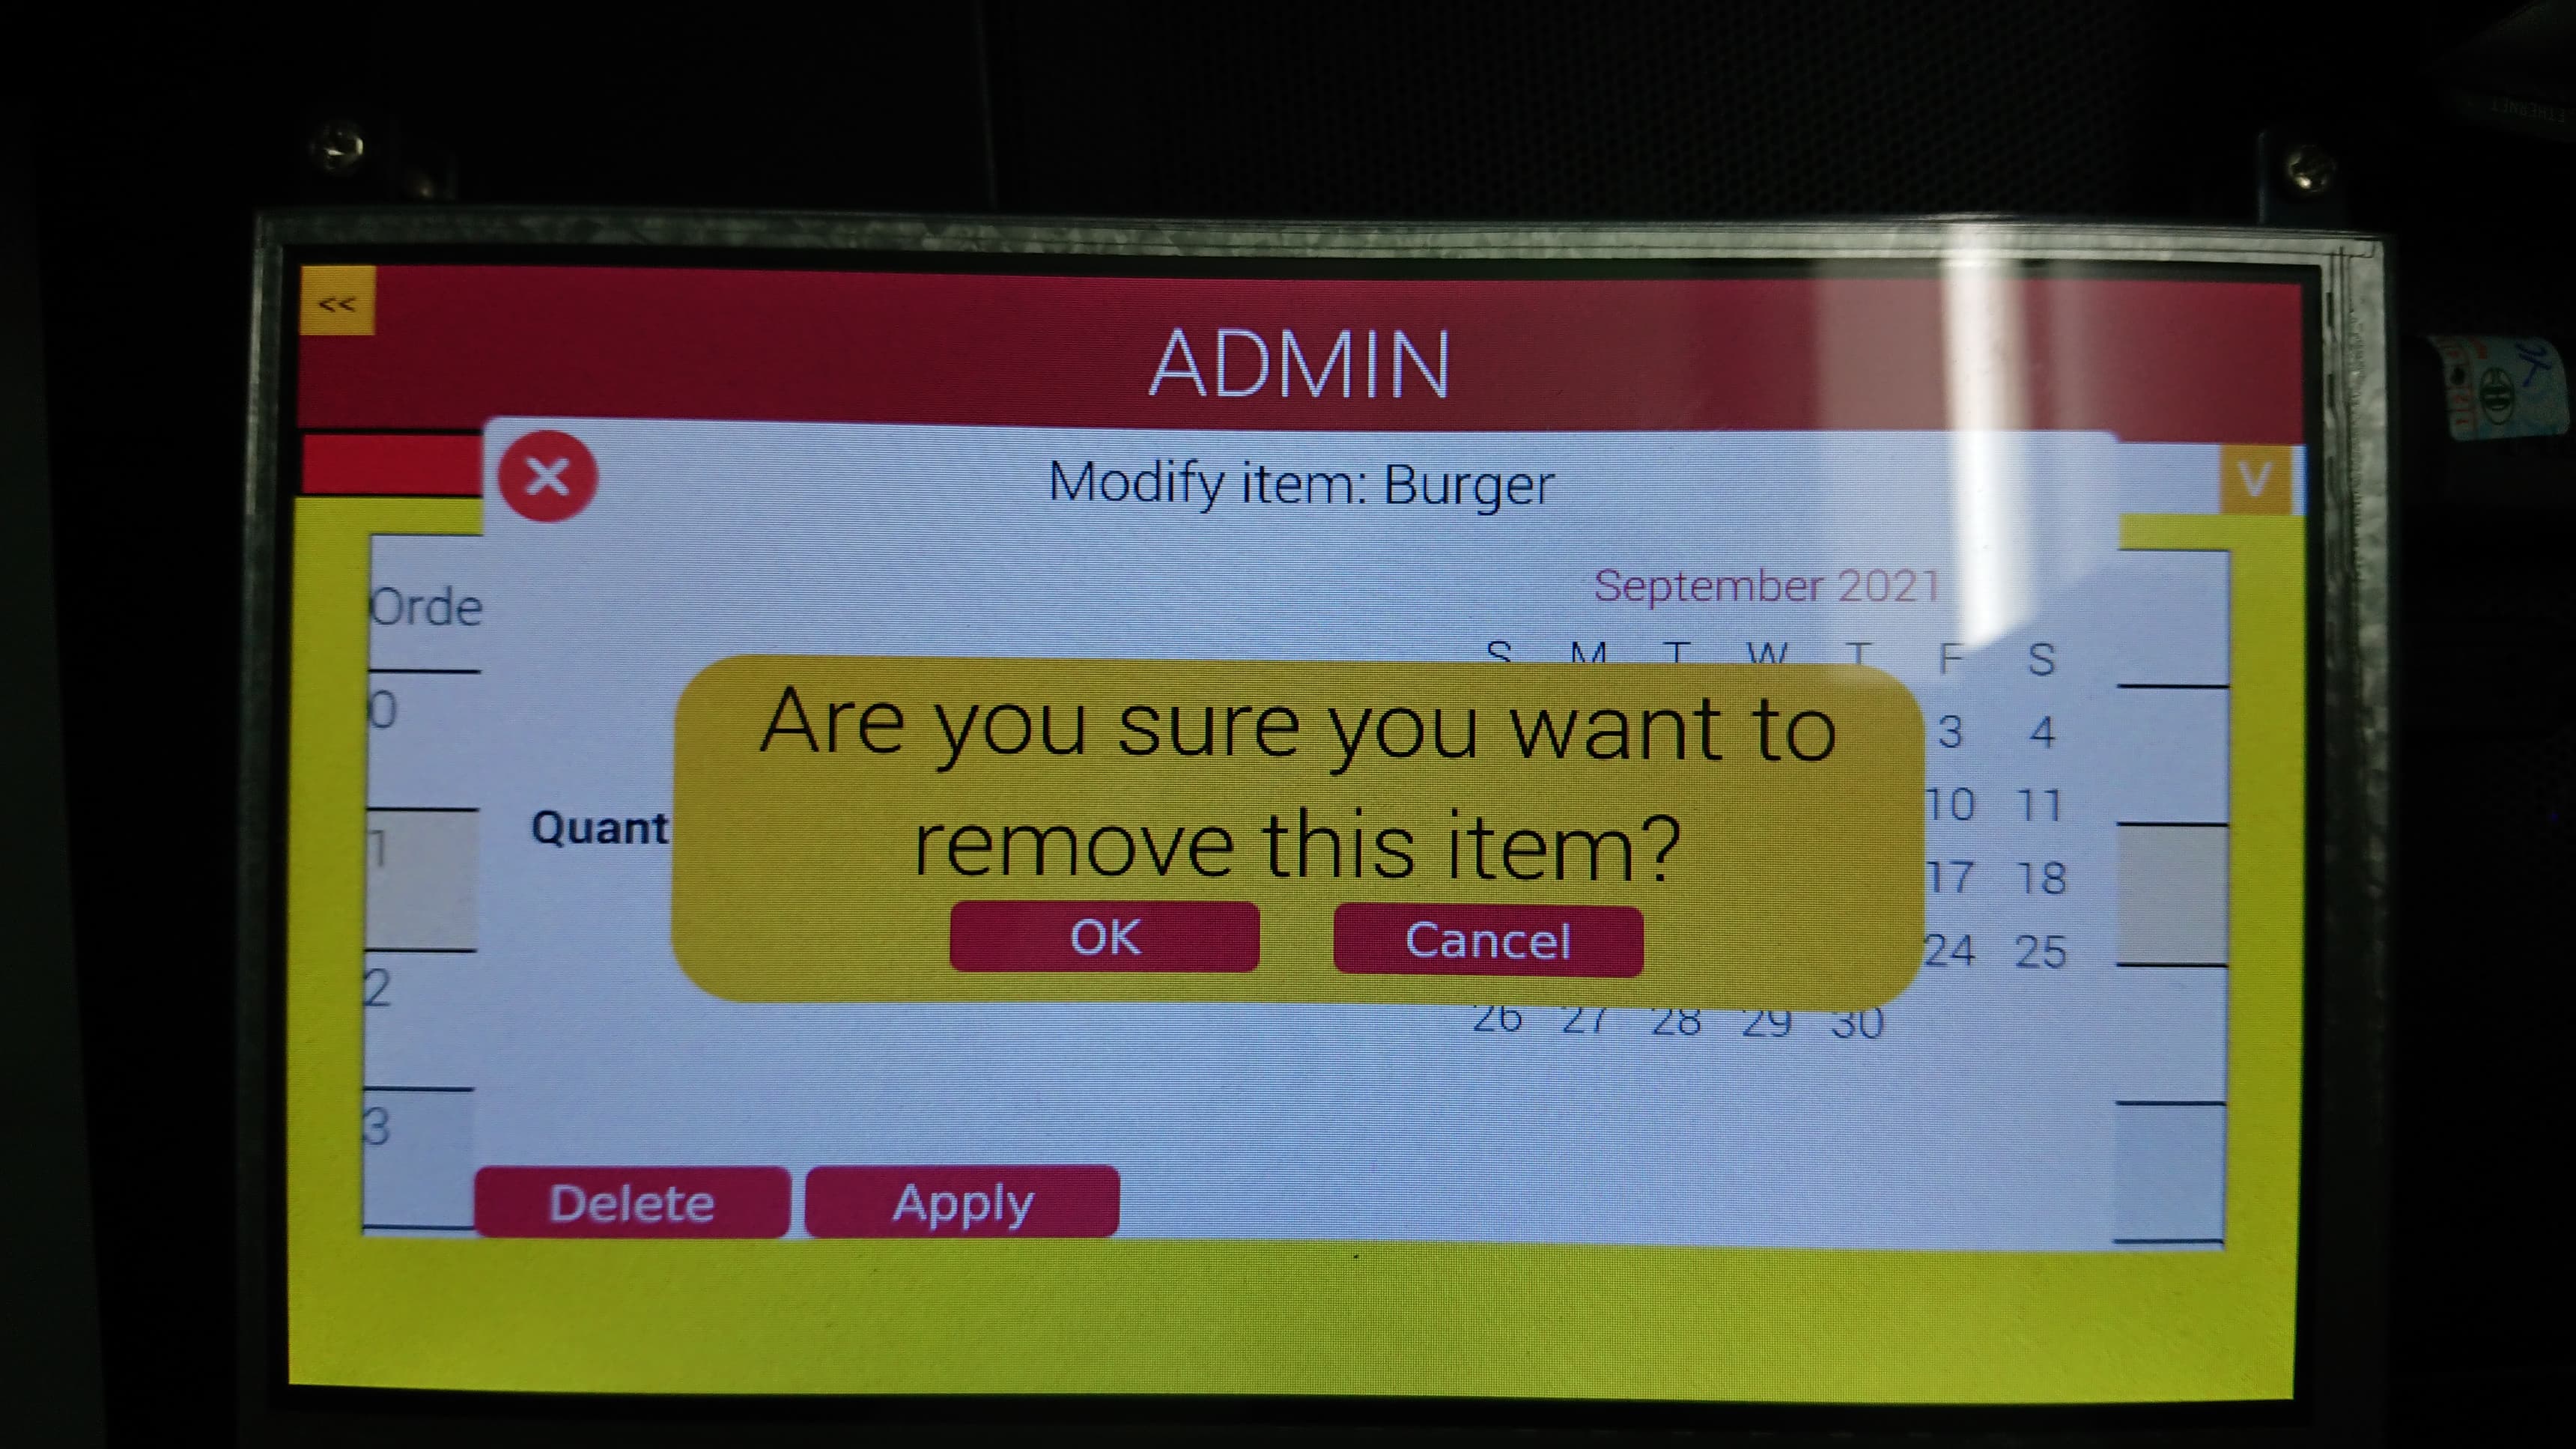 <<
ADMIN
Modify item: Burger
V
September 2021
Orde
S M T W T F S
0
Are you sure you want to
3 4
remove this item?
10 11
Quant
1
17 18
OK Cancel
24 25
2
26 27 28 29 30
3
Delete Apply